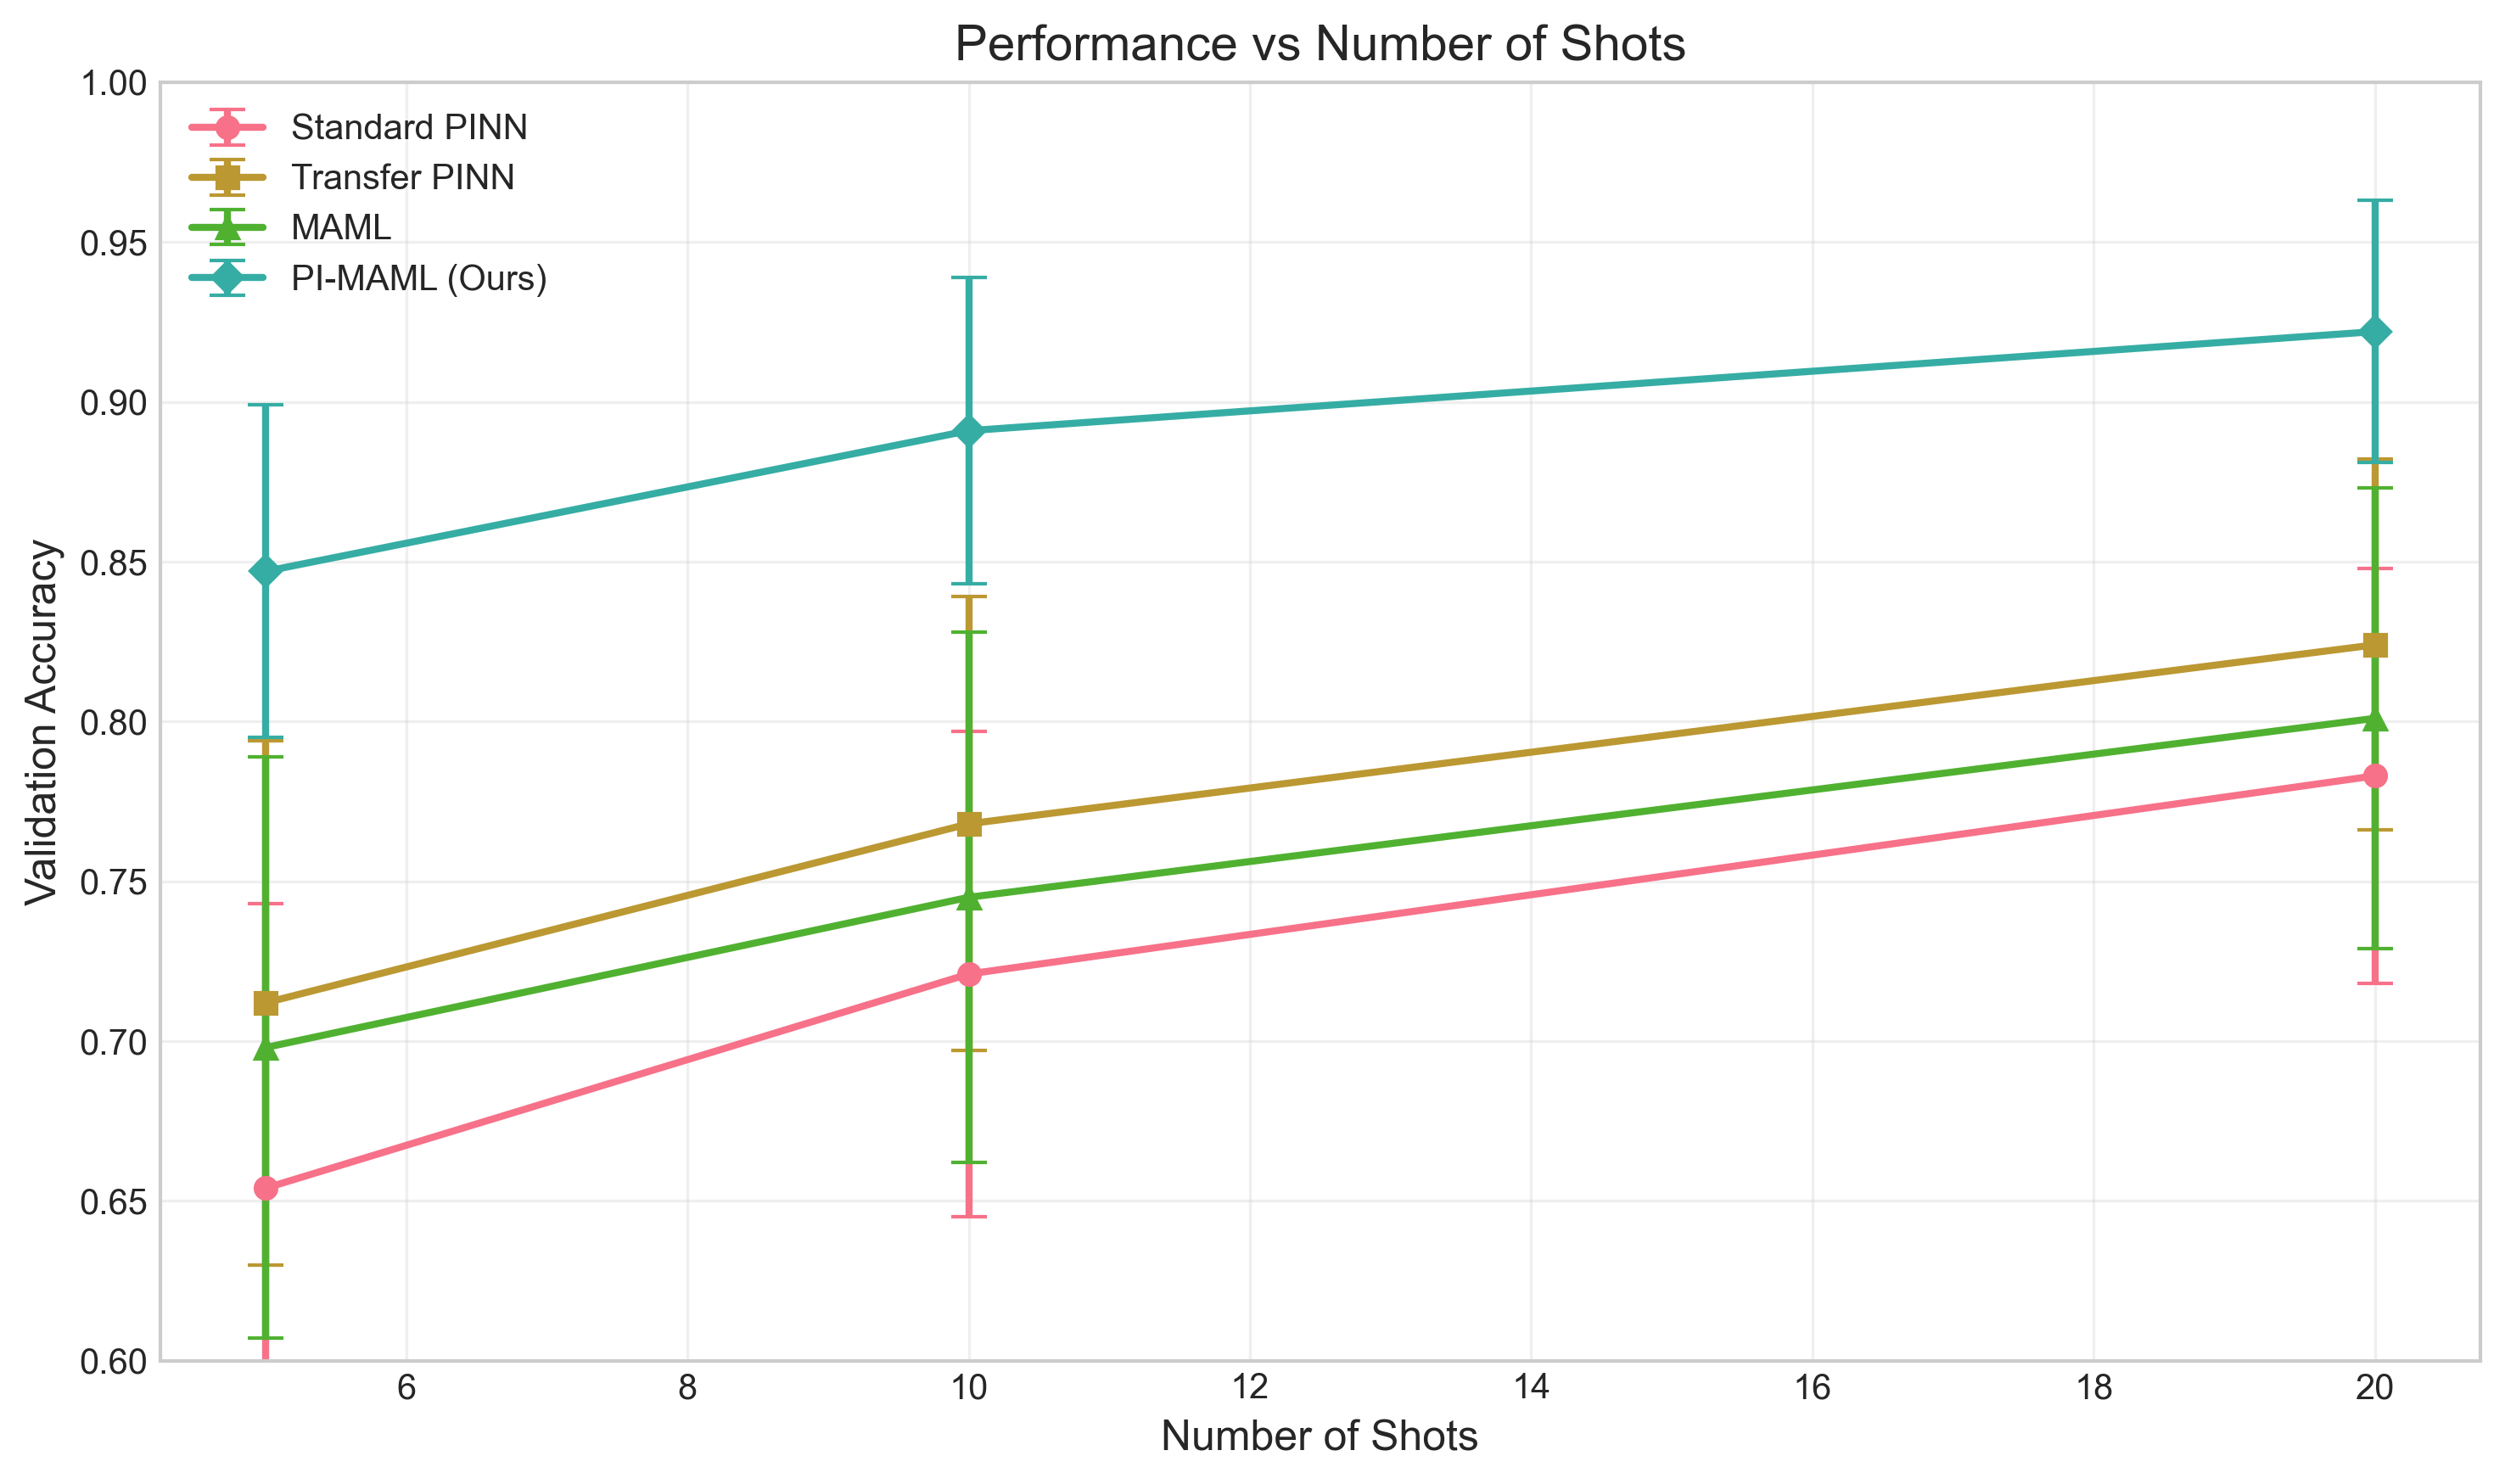 Performance vs Number of Shots
1.00
0.95
0.90
0.85
0.80
0.75
0.70
0.65
0.60
Validation Accuracy
Standard PINN
Transfer PINN
MAML
PI-MAML (Ours)
6
8
10
12
14
16
18
20
Number of Shots